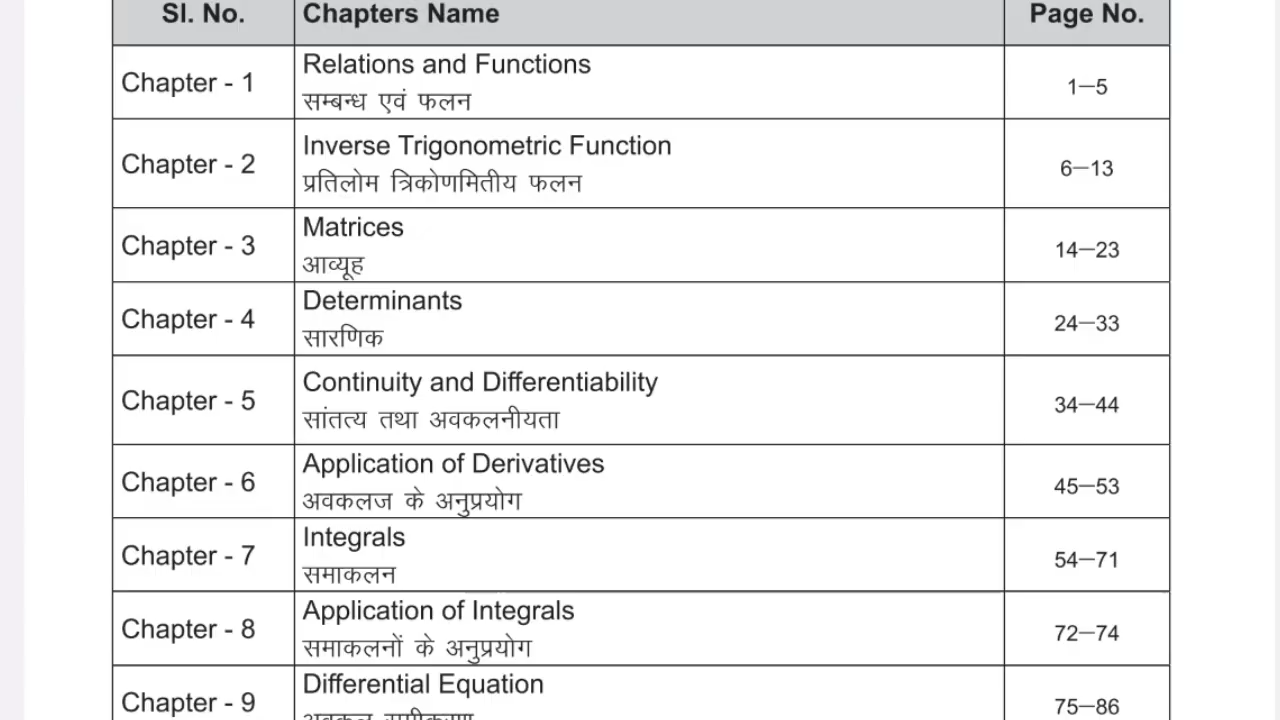 Sl. No. Chapters Name Page No.
Chapter - 1 Relations and Functions 1–5
सम्बन्ध एवं फलन
Chapter - 2 Inverse Trigonometric Function 6–13
प्रतिलोम त्रिकोणमितीय फलन
Chapter - 3 Matrices 14–23
आव्यूह
Chapter - 4 Determinants 24–33
सारणिक
Chapter - 5 Continuity and Differentiability 34–44
सांतत्य तथा अवकलनीयता
Chapter - 6 Application of Derivatives 45–53
अवकलज के अनुप्रयोग
Chapter - 7 Integrals 54–71
समाकलन
Chapter - 8 Application of Integrals 72–74
समाकलनों के अनुप्रयोग
Chapter - 9 Differential Equation 75–86
अवकल समीकरण